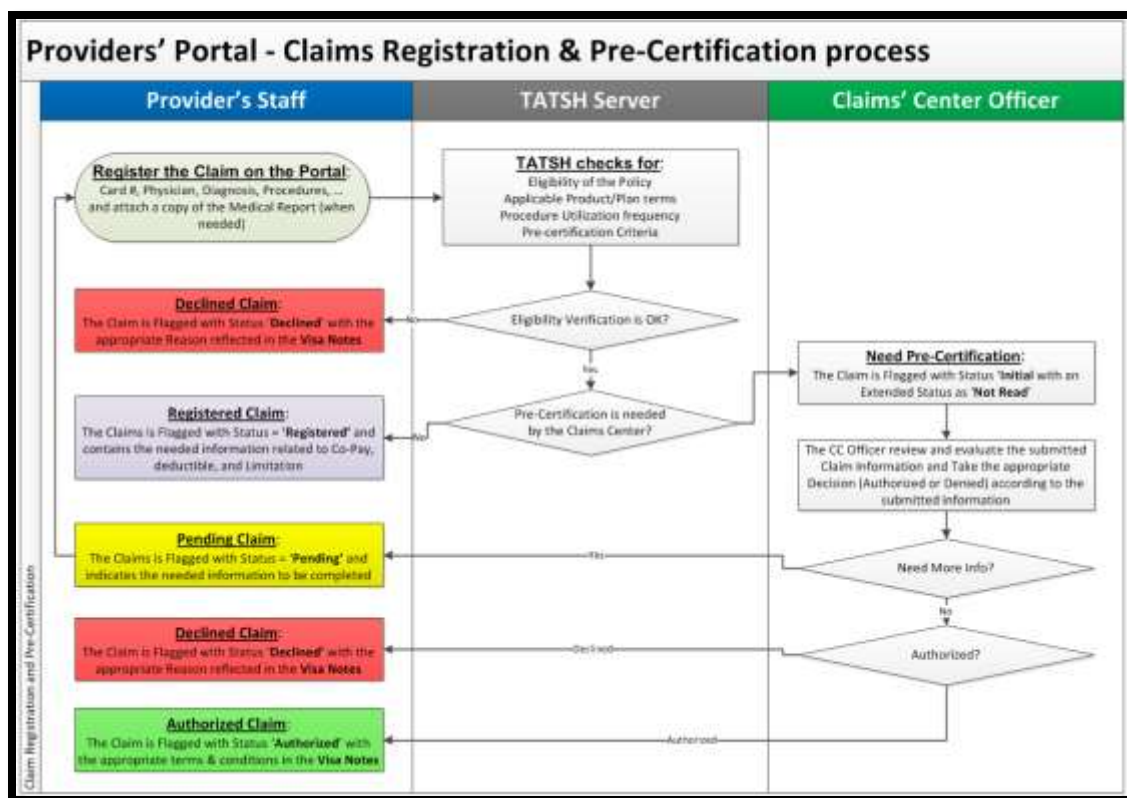 Providers' Portal - Claims Registration & Pre-Certification process
Provider's Staff
TATSH Server
Claims' Center Officer
Register the Claim on the Portal:
Card #, Physician, Diagnosis, Procedures, ...
and attach a copy of the Medical Report (when
needed)
TATSH checks for:
Eligibility of the Policy
Applicable Product/Plan terms
Procedure Utilization frequency
Pre-certification Criteria
Declined Claim:
The Claim is Flagged with Status 'Declined' with the
appropriate Reason reflected in the Visa Notes
No
Eligibility Verification is OK?
Yes
Need Pre-Certification:
The Claim is Flagged with Status 'Initial with an
Extended Status as 'Not Read'
Registered Claim:
The Claims is Flagged with Status = 'Registered' and
contains the needed information related to Co-Pay,
deductible, and Limitation
No
Pre-Certification is needed
by the Claims Center?
The CC Officer review and evaluate the submitted
Claim Information and Take the appropriate
Decision (Authorized or Denied) according to the
submitted information
Pending Claim:
The Claims is Flagged with Status = 'Pending' and
indicates the needed information to be completed
Yes
Need More Info?
No
Declined Claim:
The Claim is Flagged with Status 'Declined' with the
appropriate Reason reflected in the Visa Notes
Declined
Authorized?
Authorized Claim:
The Claim is Flagged with Status 'Authorized' with
the appropriate terms & conditions in the Visa Notes
Authorized
Claim Registration and Pre-Certification